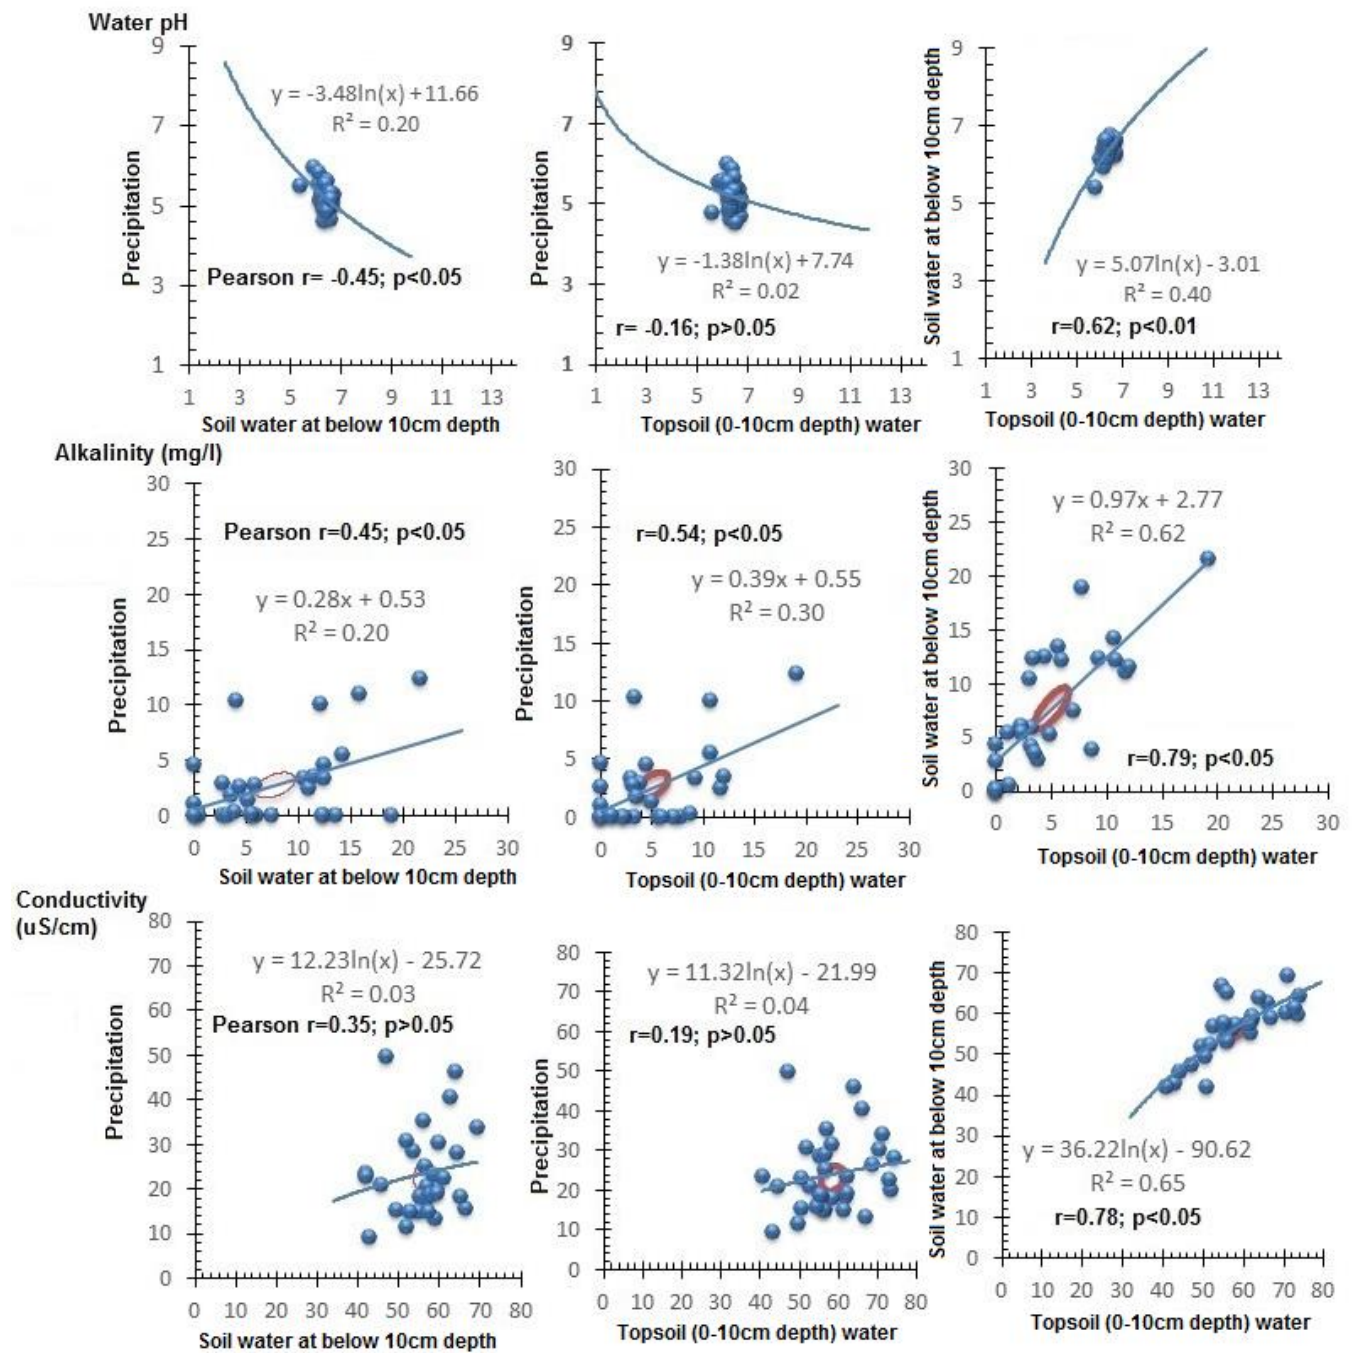 Water pH
9
7
5
3
1
Precipitation
y = -3.48ln(x) +11.66
R² = 0.20
Pearson r= -0.45; p<0.05
1 3 5 7 9 11 13
Soil water at below 10cm depth
9
7
5
3
1
Precipitation
y = -1.38ln(x) +7.74
R² = 0.02
r= -0.16; p>0.05
1 3 5 7 9 11 13
Topsoil (0-10cm depth) water
9
7
5
3
1
Soil water at below 10cm depth
y = 5.07ln(x) - 3.01
R² = 0.40
r=0.62; p<0.01
1 3 5 7 9 11 13
Topsoil (0-10cm depth) water
Alkalinity (mg/l)
30
25
20
15
10
5
0
Precipitation
Pearson r=0.45; p<0.05
y = 0.28x + 0.53
R² = 0.20
0 5 10 15 20 25 30
Soil water at below 10cm depth
30
25
20
15
10
5
0
Precipitation
r=0.54; p<0.05
y = 0.39x + 0.55
R² = 0.30
0 5 10 15 20 25 30
Topsoil (0-10cm depth) water
30
25
20
15
10
5
0
Soil water at below 10cm depth
y = 0.97x + 2.77
R² = 0.62
r=0.79; p<0.05
0 5 10 15 20 25 30
Topsoil (0-10cm depth) water
Conductivity
(uS/cm)
80
70
60
50
40
30
20
10
0
Precipitation
y = 12.23ln(x) - 25.72
R² = 0.03
Pearson r=0.35; p>0.05
0 10 20 30 40 50 60 70 80
Soil water at below 10cm depth
80
70
60
50
40
30
20
10
0
Precipitation
y = 11.32ln(x) - 21.99
R² = 0.04
r=0.19; p>0.05
0 10 20 30 40 50 60 70 80
Topsoil (0-10cm depth) water
80
70
60
50
40
30
20
10
0
Soil water at below 10cm depth
y = 36.22ln(x) - 90.62
R² = 0.65
r=0.78; p<0.05
0 10 20 30 40 50 60 70 80
Topsoil (0-10cm depth) water